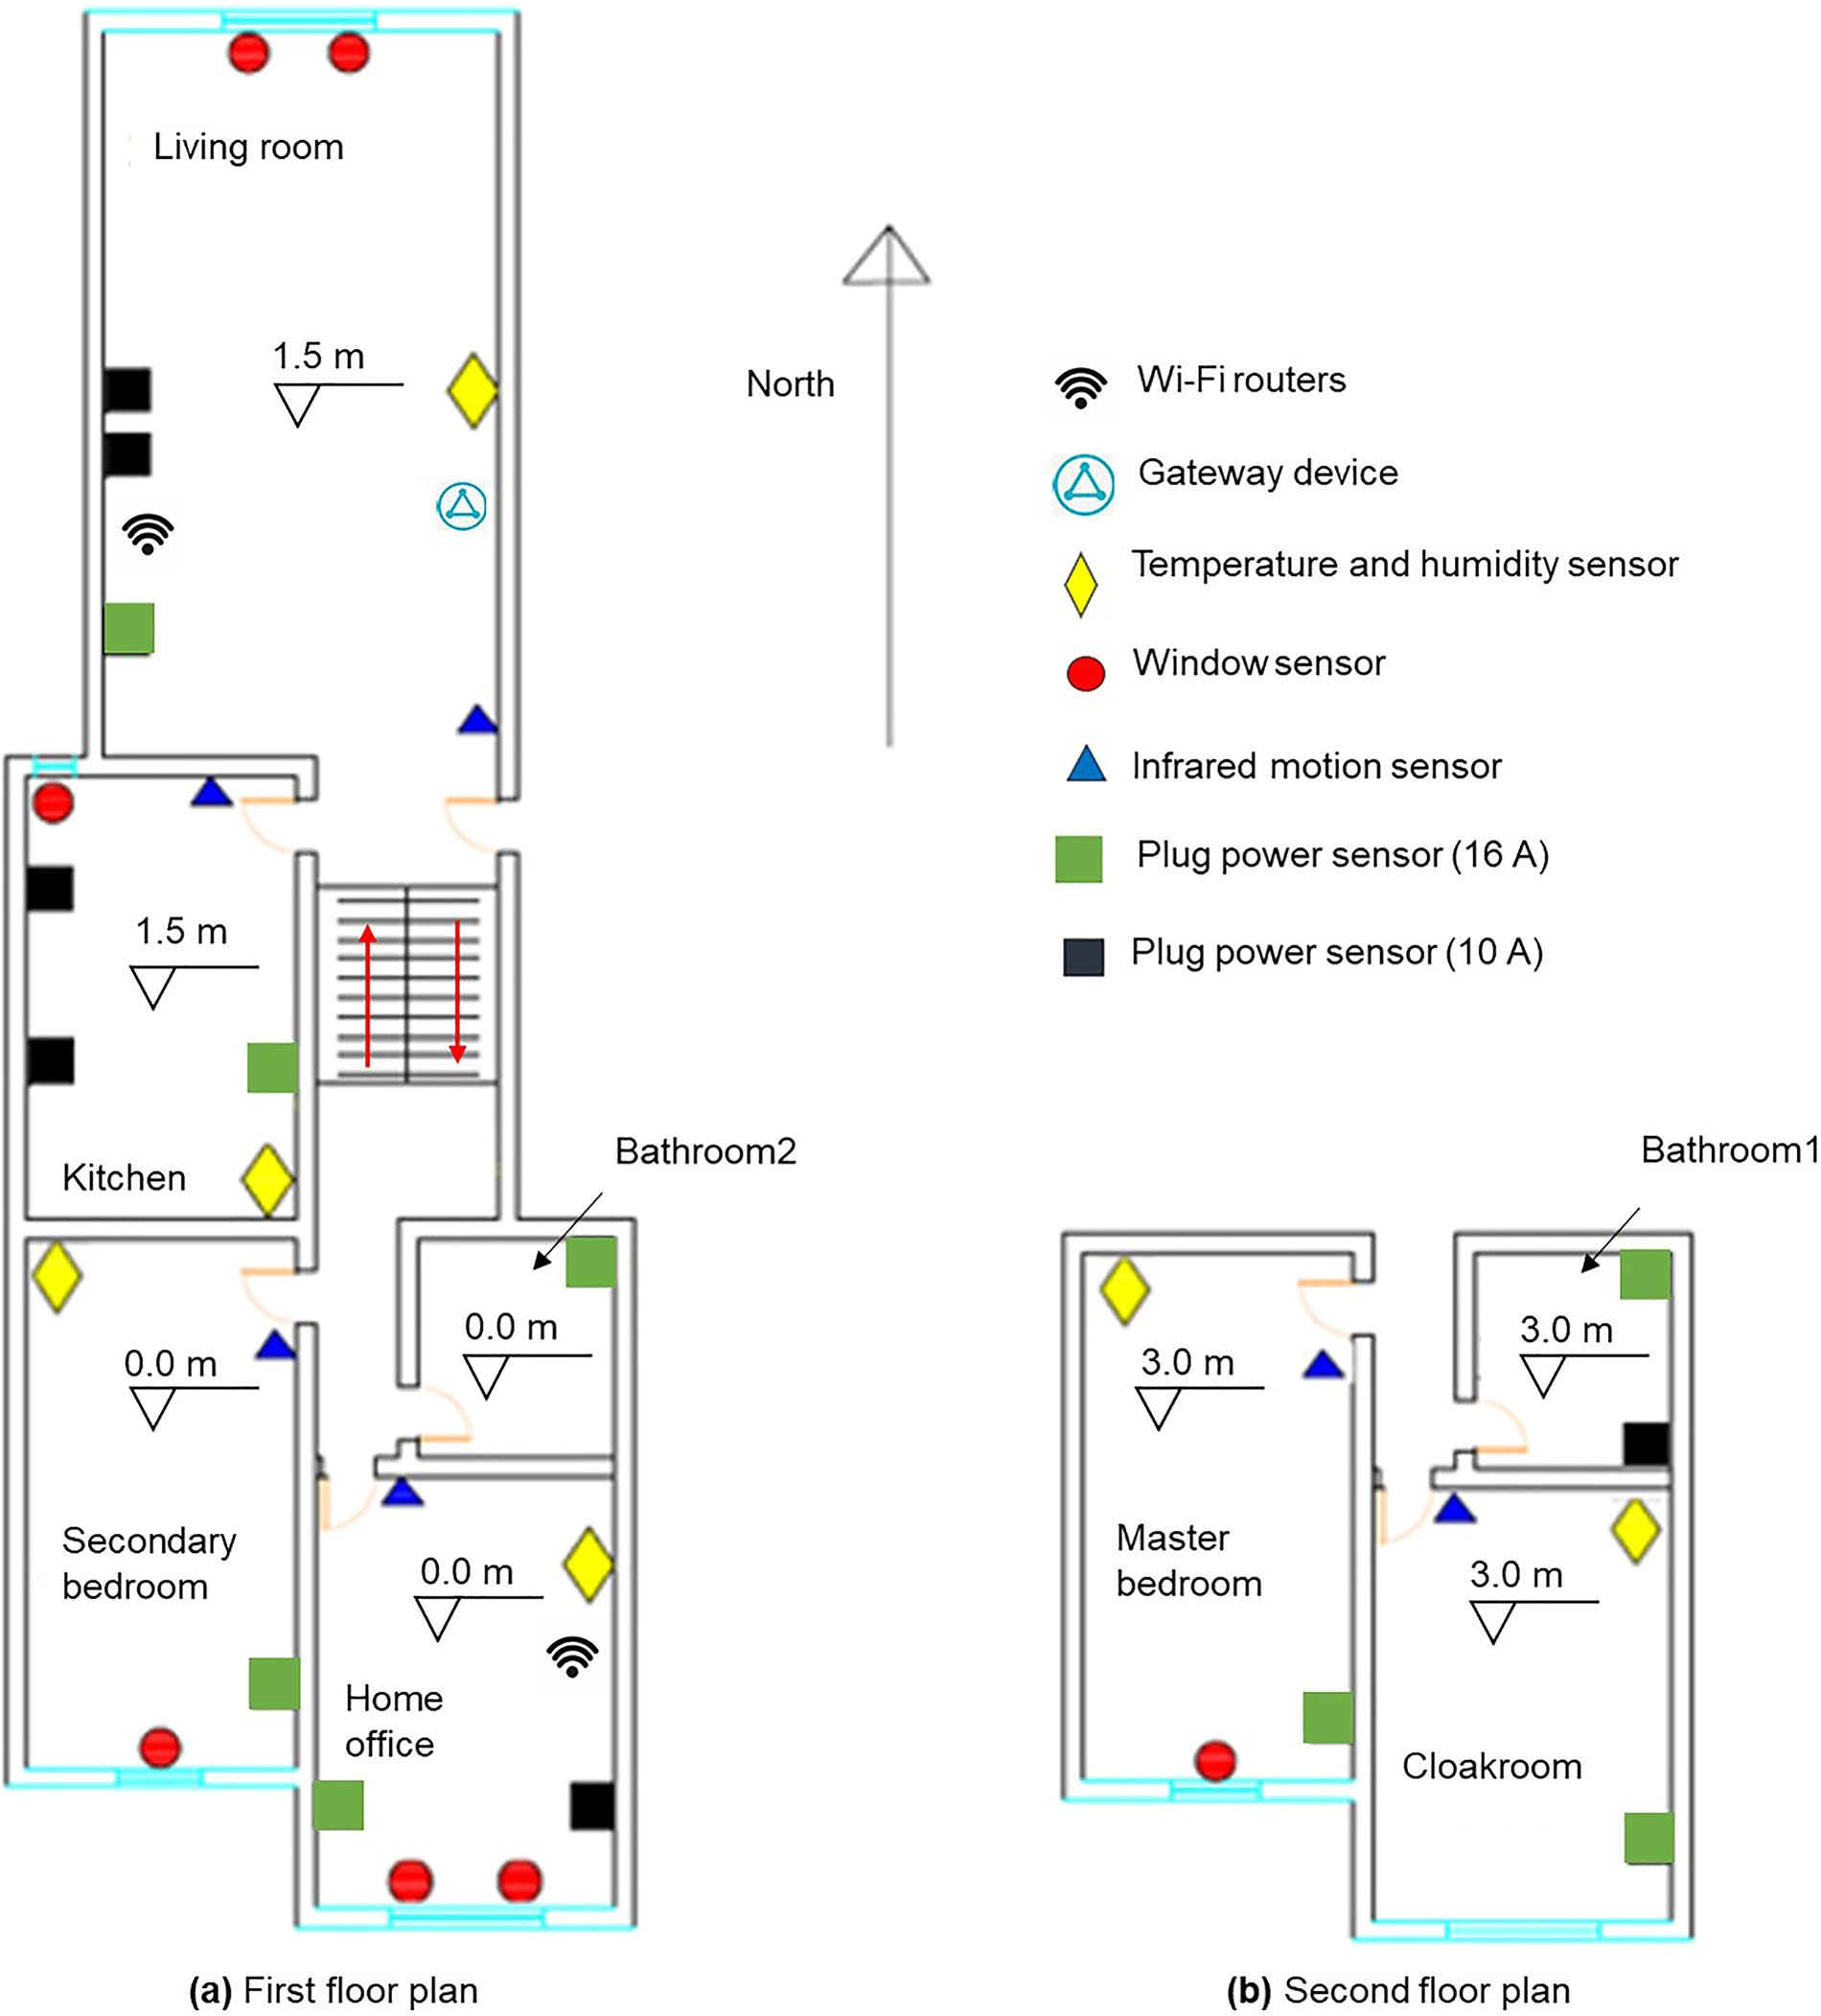 Living room
1.5 m
North
Wi-Fi routers
Gateway device
Temperature and humidity sensor
Window sensor
Infrared motion sensor
Plug power sensor (16 A)
Plug power sensor (10 A)
1.5 m
Kitchen
Bathroom2
0.0 m
0.0 m
Secondary
bedroom
0.0 m
Home
office
Bathroom1
3.0 m
3.0 m
Master
bedroom
3.0 m
Cloakroom
(a) First floor plan
(b) Second floor plan